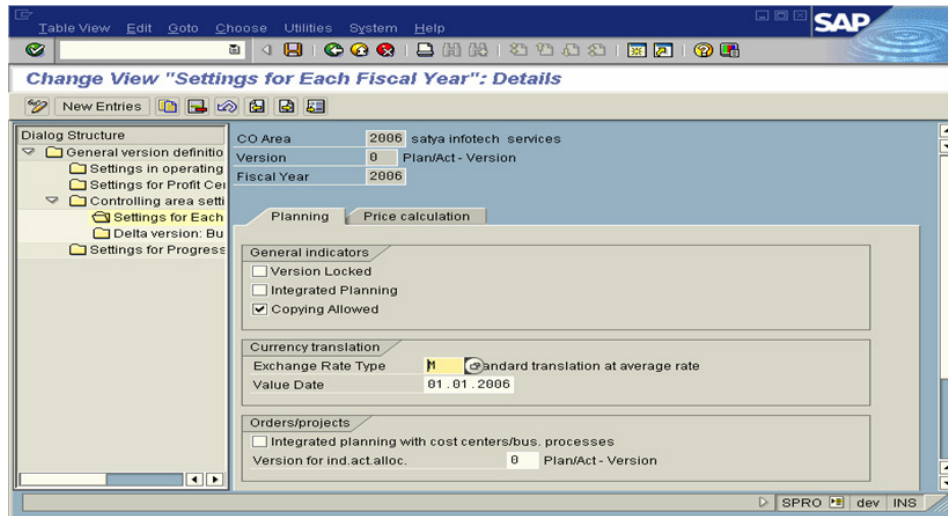 Table View Edit Goto Choose Utilities System Help
SAP
Change View "Settings for Each Fiscal Year": Details
New Entries
Dialog Structure
General version definitio
Settings in operating
Settings for Profit Cei
Controlling area setti
Settings for Each
Delta version: Bu
Settings for Progress
CO Area 2006 satya infotech services
Version 0 Plan/Act - Version
Fiscal Year 2006
Planning Price calculation
General indicators
Version Locked
Integrated Planning
Copying Allowed
Currency translation
Exchange Rate Type M andard translation at average rate
Value Date 01.01.2006
Orders/projects
Integrated planning with cost centers/bus. processes
Version for ind.act.alloc. 0 Plan/Act - Version
SPRO dev INS